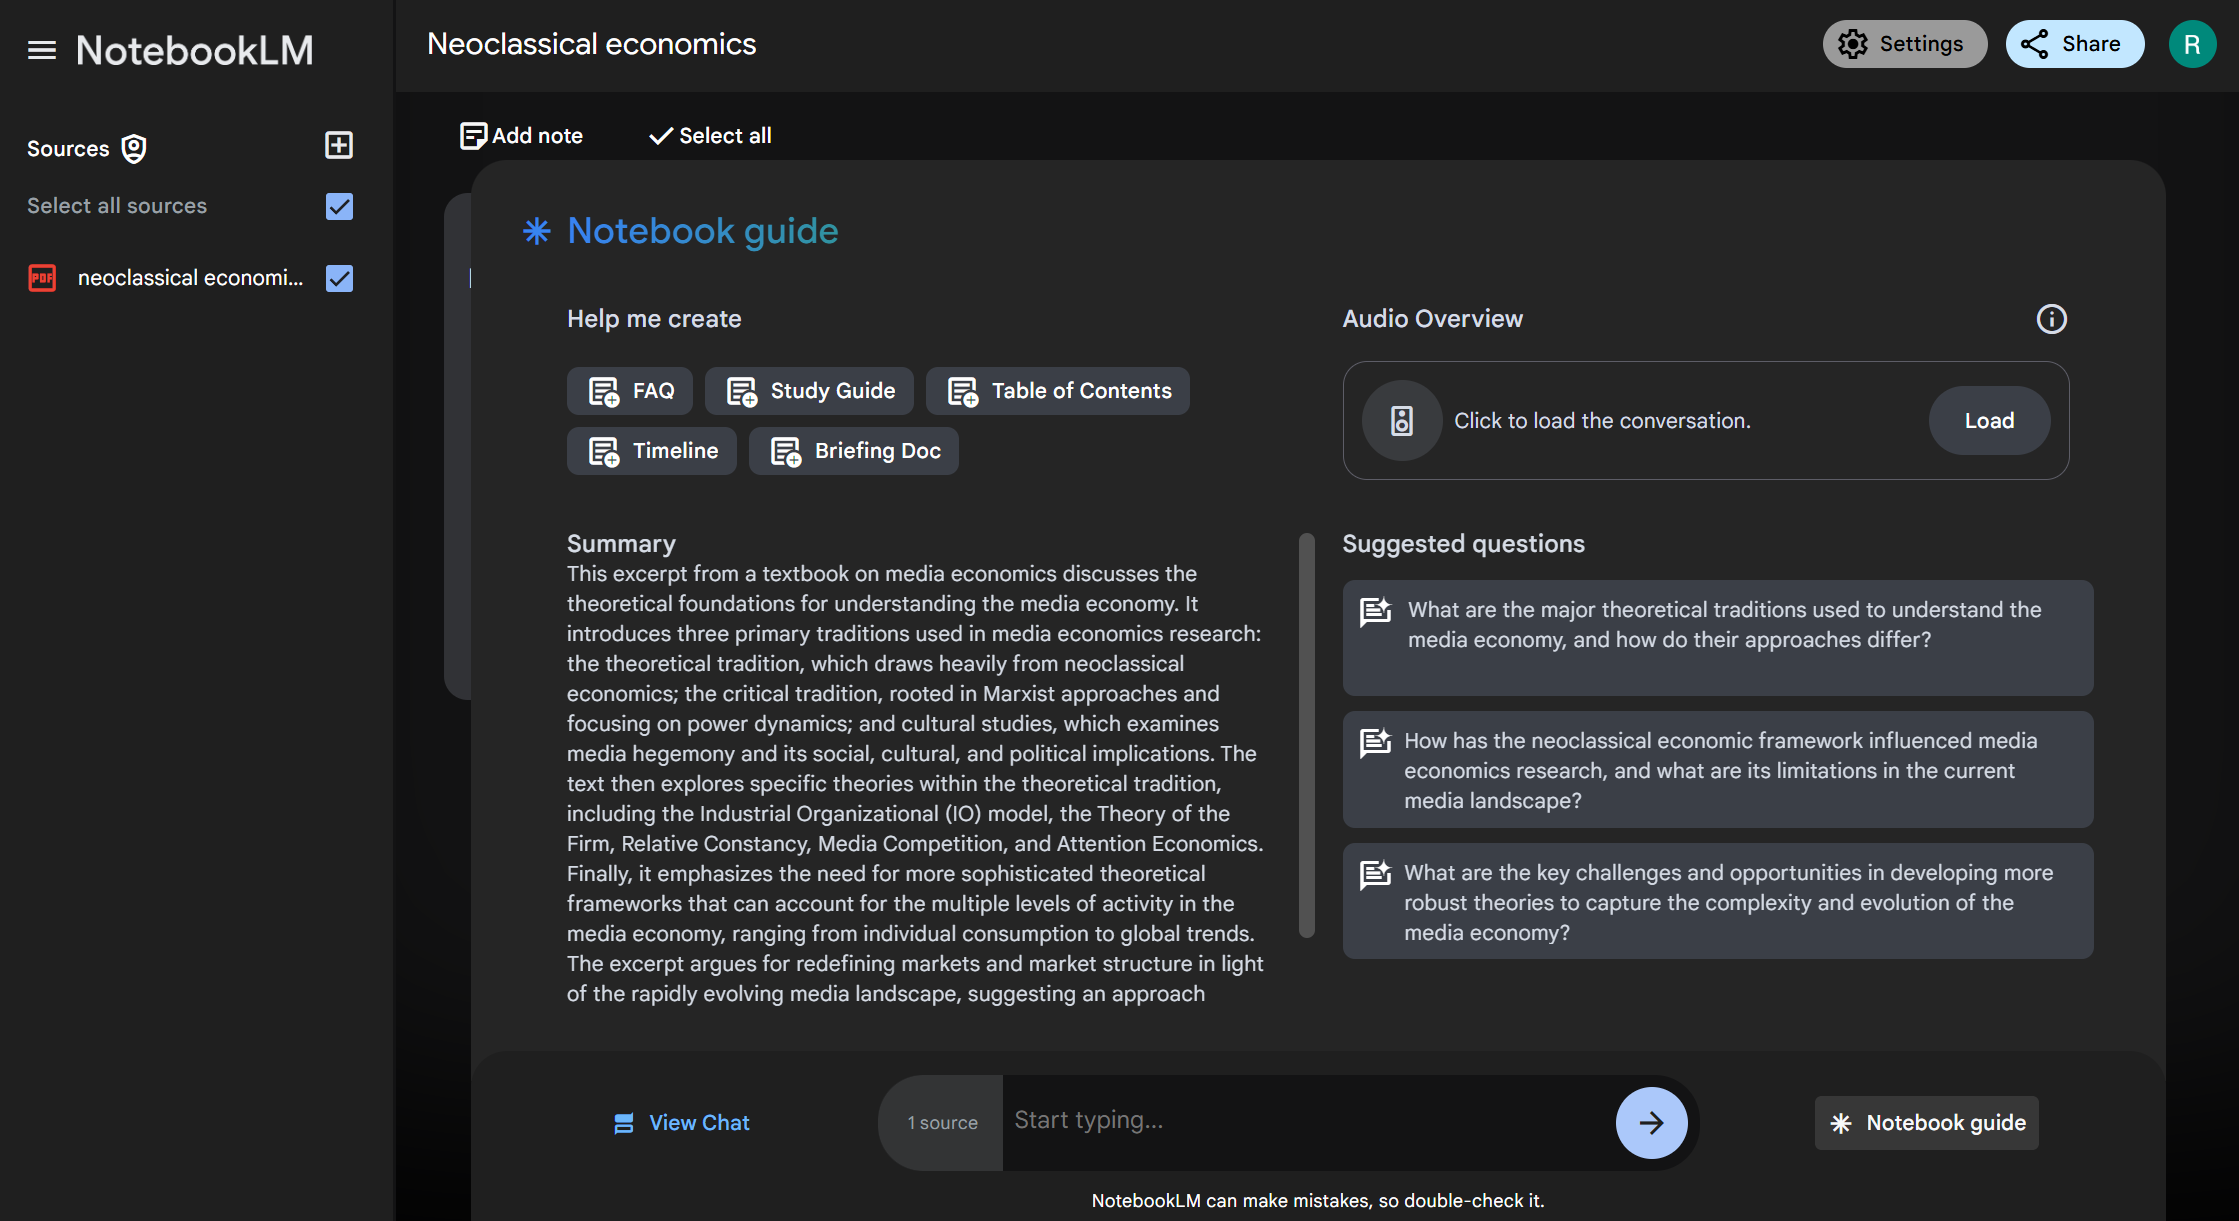 NotebookLM
Neoclassical economics
Settings
Share
R
Sources
Select all sources
PDF
neoclassical economi...
Add note
Select all
Notebook guide
Help me create
FAQ
Study Guide
Table of Contents
Timeline
Briefing Doc
Audio Overview
Click to load the conversation.
Load
Summary
This excerpt from a textbook on media economics discusses the
theoretical foundations for understanding the media economy. It
introduces three primary traditions used in media economics research:
the theoretical tradition, which draws heavily from neoclassical
economics; the critical tradition, rooted in Marxist approaches and
focusing on power dynamics; and cultural studies, which examines
media hegemony and its social, cultural, and political implications. The
text then explores specific theories within the theoretical tradition,
including the Industrial Organizational (IO) model, the Theory of the
Firm, Relative Constancy, Media Competition, and Attention Economics.
Finally, it emphasizes the need for more sophisticated theoretical
frameworks that can account for the multiple levels of activity in the
media economy, ranging from individual consumption to global trends.
The excerpt argues for redefining markets and market structure in light
of the rapidly evolving media landscape, suggesting an approach
Suggested questions
What are the major theoretical traditions used to understand the
media economy, and how do their approaches differ?
How has the neoclassical economic framework influenced media
economics research, and what are its limitations in the current
media landscape?
What are the key challenges and opportunities in developing more
robust theories to capture the complexity and evolution of the
media economy?
View Chat
1 source
Start typing...
Notebook guide
NotebookLM can make mistakes, so double-check it.